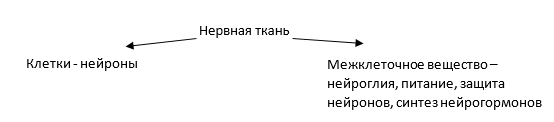 Нервная ткань
Клетки - нейроны
Межклеточное вещество –
нейроглия, питание, защита
нейронов, синтез нейрогормонов